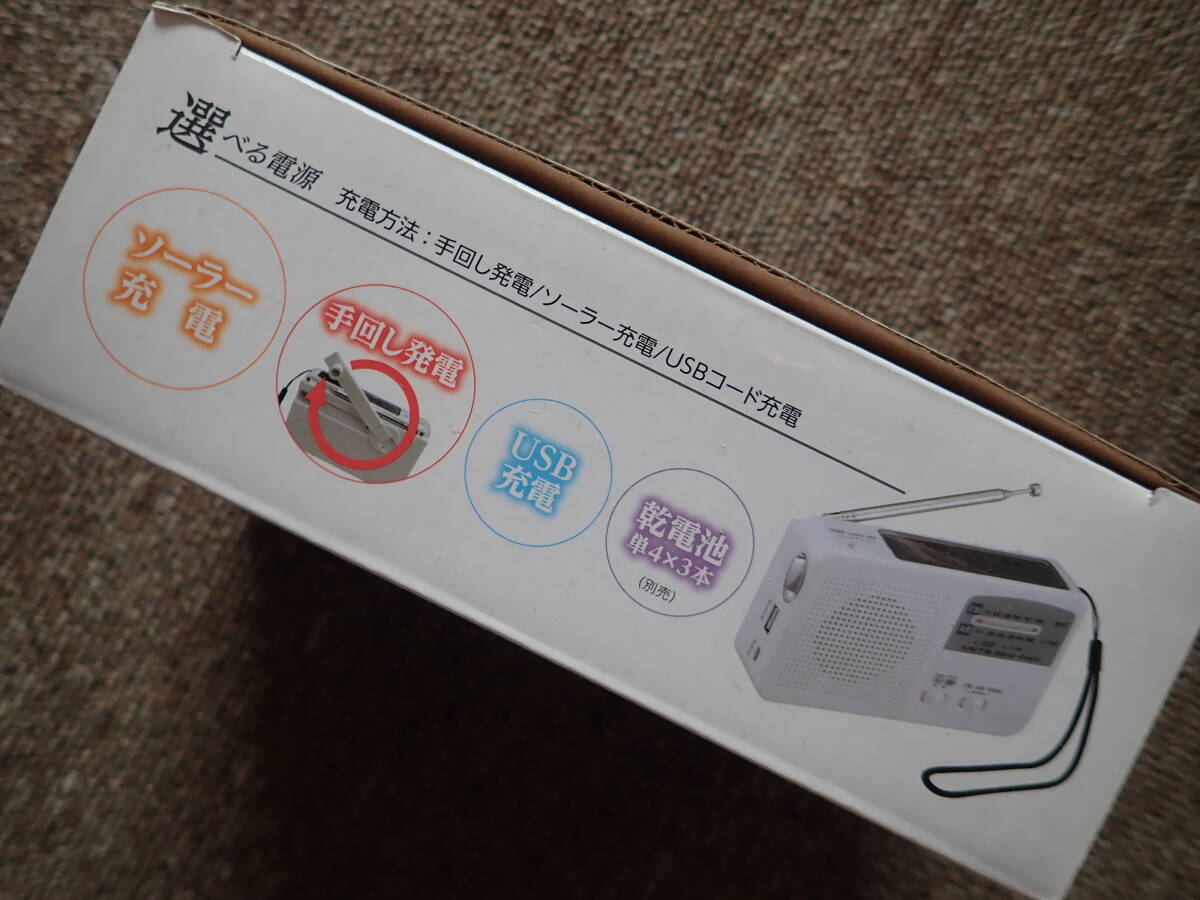 選べる電源 充電方法：手回し発電/ソーラー充電/USBコード充電
ソーラー
充電
手回し発電
USB
充電
乾電池
単4×3本
(別売)
FM
AM